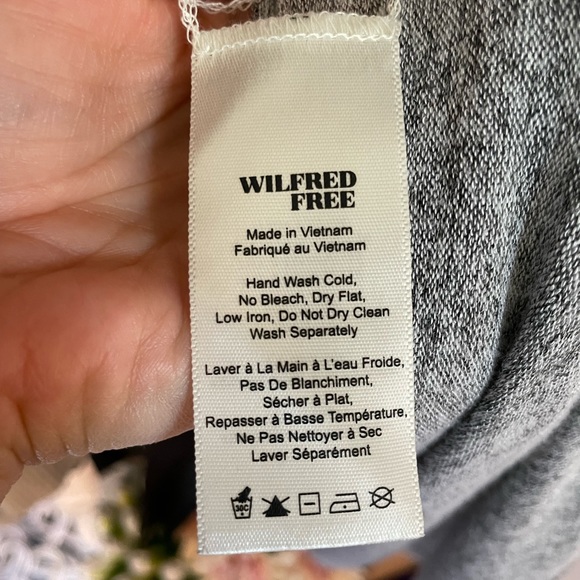 WILFRED
FREE
Made in Vietnam
Fabriqué au Vietnam
Hand Wash Cold,
No Bleach, Dry Flat,
Low Iron, Do Not Dry Clean
Wash Separately
Laver à La Main à L'eau Froide,
Pas De Blanchiment,
Sécher à Plat,
Repasser à Basse Température,
Ne Pas Nettoyer à Sec
Laver Séparément
30C